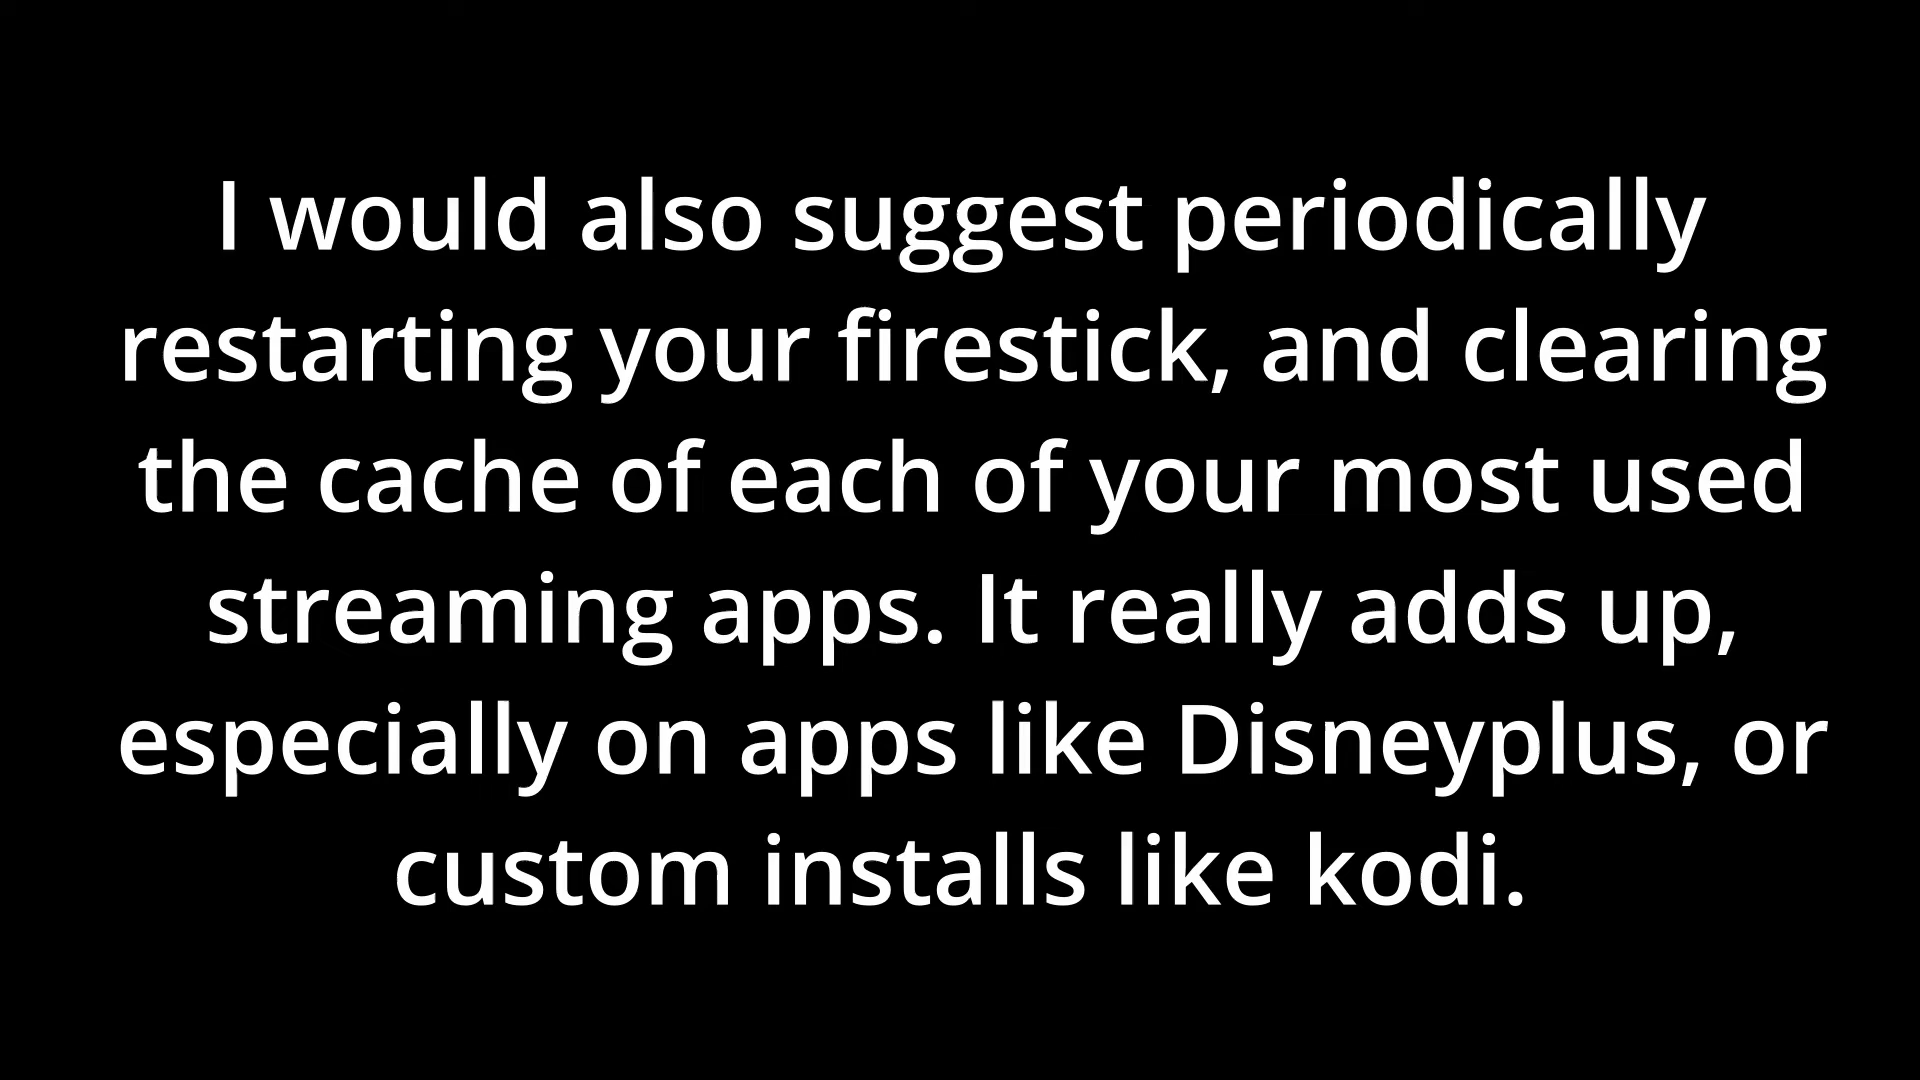 I would also suggest periodically
restarting your firestick, and clearing
the cache of each of your most used
streaming apps. It really adds up,
especially on apps like Disneyplus, or
custom installs like kodi.